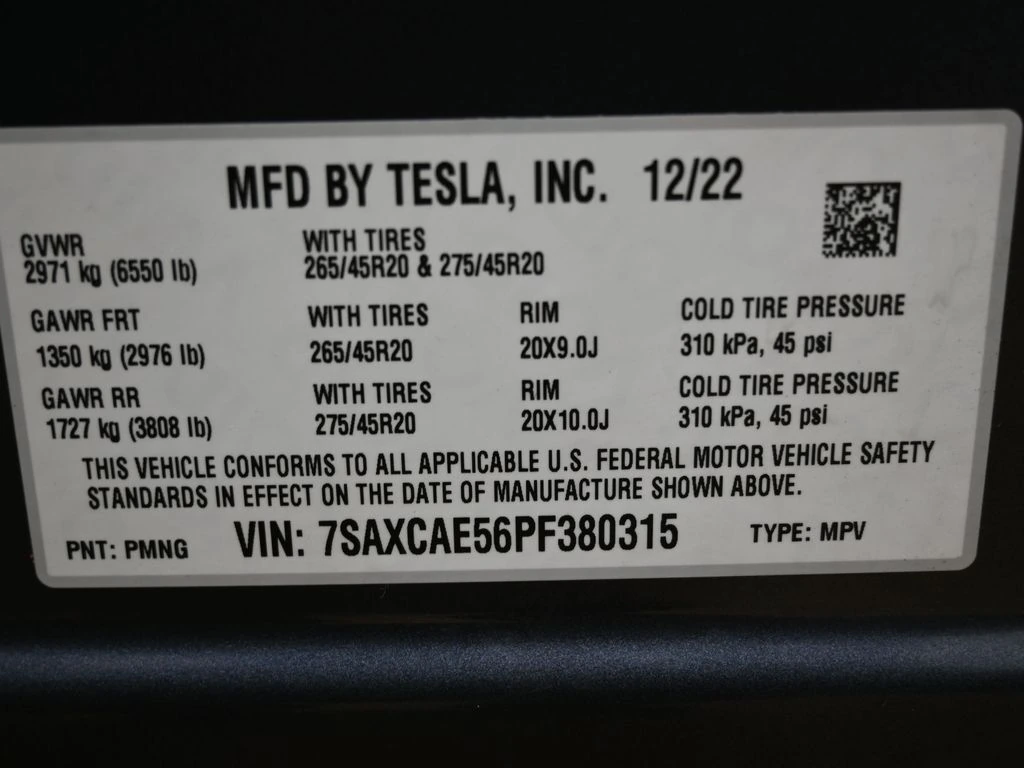 MFD BY TESLA, INC. 12/22
GVWR WITH TIRES
2971 kg (6550 lb) 265/45R20 & 275/45R20
GAWR FRT WITH TIRES RIM COLD TIRE PRESSURE
1350 kg (2976 lb) 265/45R20 20X9.0J 310 kPa, 45 psi
GAWR RR WITH TIRES RIM COLD TIRE PRESSURE
1727 kg (3808 lb) 275/45R20 20X10.0J 310 kPa, 45 psi
THIS VEHICLE CONFORMS TO ALL APPLICABLE U.S. FEDERAL MOTOR VEHICLE SAFETY
STANDARDS IN EFFECT ON THE DATE OF MANUFACTURE SHOWN ABOVE.
PNT: PMNG VIN: 7SAXCAE56PF380315 TYPE: MPV